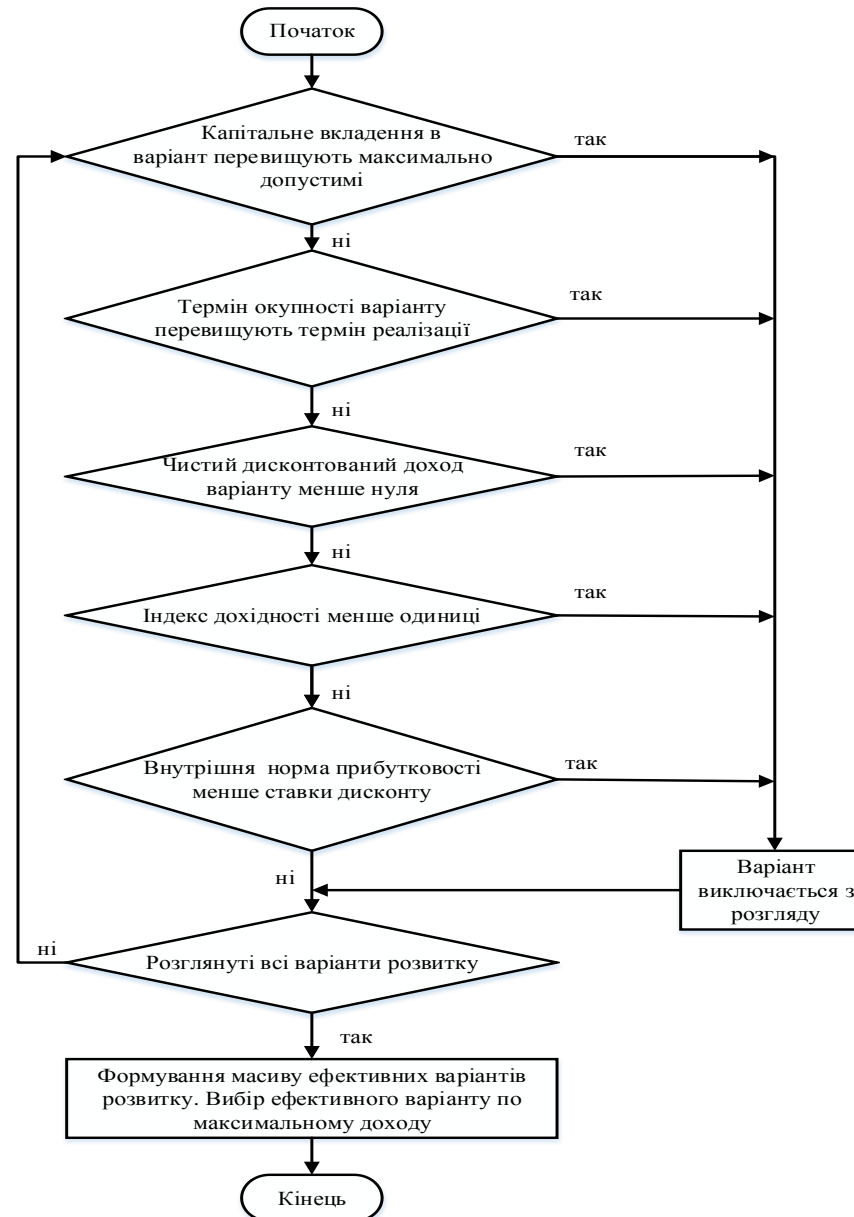 Початок
Капітальне вкладення в
варіант перевищують максимально
допустимі
так
ні
Термін окупності варіанту
перевищують термін реалізації
так
ні
Чистий дисконтований доход
варіанту менше нуля
так
ні
Індекс дохідності менше одиниці
так
ні
Внутрішня норма прибутковості
менше ставки дисконту
так
ні
Варіант
виключається з
розгляду
ні
Розглянуті всі варіанти розвитку
так
Формування масиву ефективних варіантів
розвитку. Вибір ефективного варіанту по
максимальному доходу
Кінець